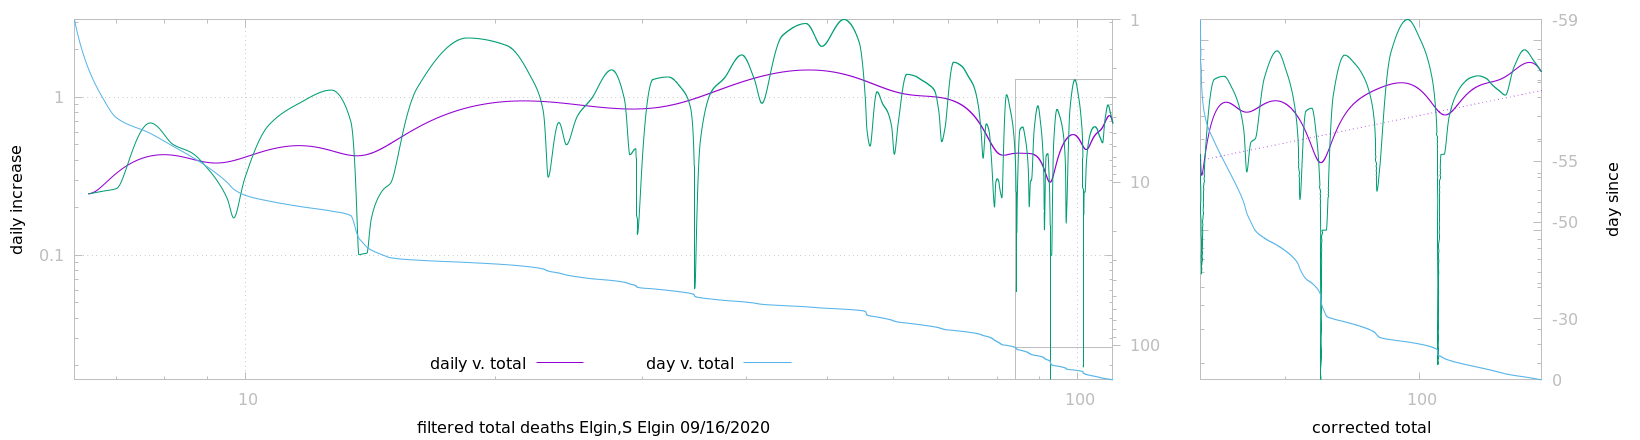 1
-59
1
daily increase
10
-55
-50
day since
0.1
-30
100
daily v. total
day v. total
0
10
100
100
filtered total deaths Elgin,S Elgin 09/16/2020
corrected total